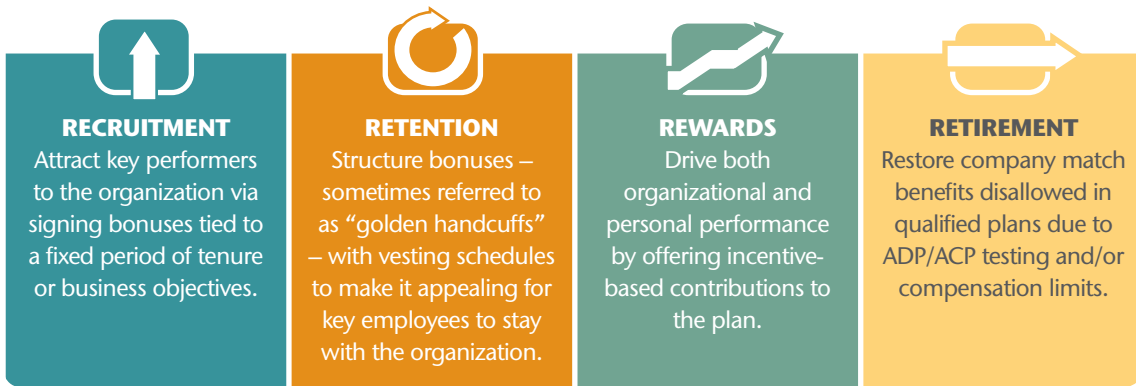 RECRUITMENT
Attract key performers
to the organization via
signing bonuses tied to
a fixed period of tenure
or business objectives.
RETENTION
Structure bonuses –
sometimes referred to
as “golden handcuffs”
– with vesting schedules
to make it appealing for
key employees to stay
with the organization.
REWARDS
Drive both
organizational and
personal performance
by offering incentive-
based contributions to
the plan.
RETIREMENT
Restore company match
benefits disallowed in
qualified plans due to
ADP/ACP testing and/or
compensation limits.